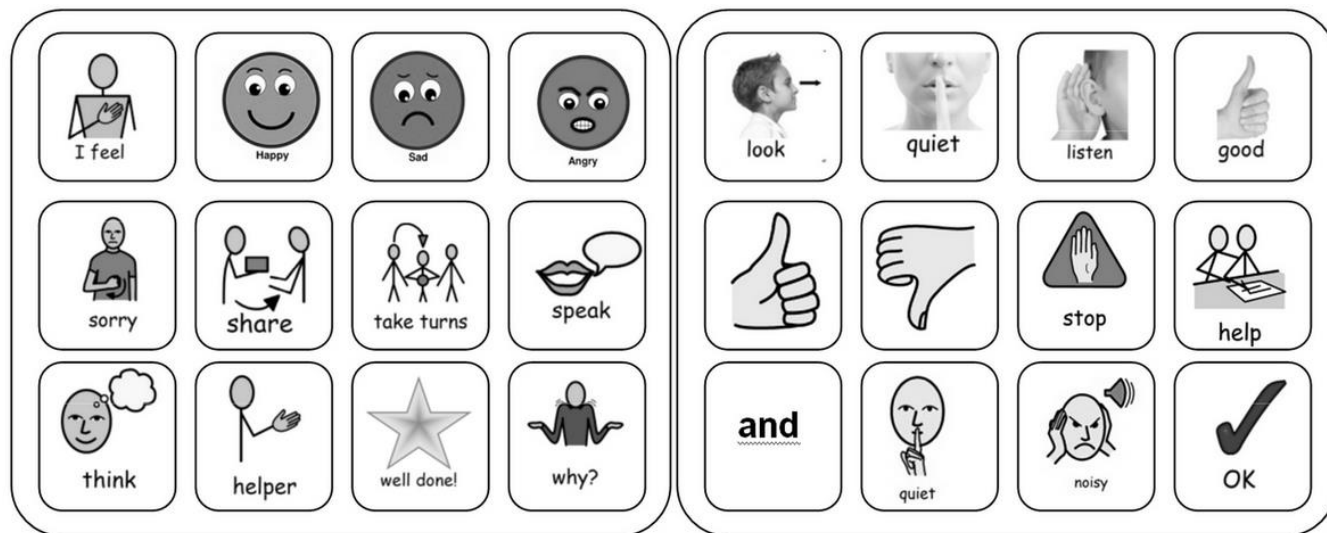 I feel
Happy
Sad
Angry
sorry
share
take turns
speak
think
helper
well done!
why?
look
quiet
listen
good
stop
help
and
quiet
noisy
OK